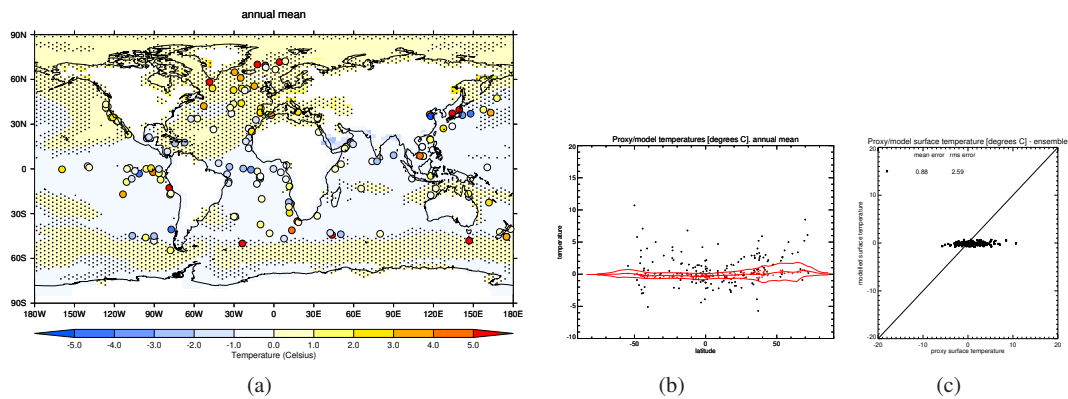 annual mean
90N
60N
30N
0
30S
60S
90S
180W 150W 120W 90W 60W 30W 0 30E 60E 90E 120E 150E 180E
-5.0 -4.0 -3.0 -2.0 -1.0 0.0 1.0 2.0 3.0 4.0 5.0
Temperature (Celsius)
(a)
Proxy/model temperatures [degrees C]. annual mean
temperature
20
15
10
5
0
-5
-10
-50 0 50
latitude
(b)
Proxy/model surface temperature [degrees C] - ensemble
mean error rms error
0.88 2.59
modelled surface temperature
20
10
0
-10
-20
-20 -10 0 10 20
proxy surface temperature
(c)